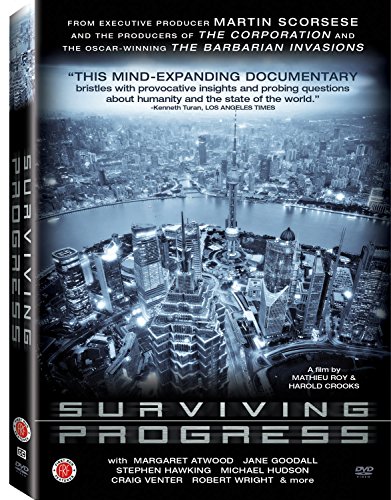 FROM EXECUTIVE PRODUCER MARTIN SCORSESE
AND THE PRODUCERS OF THE CORPORATION AND
THE OSCAR-WINNING THE BARBARIAN INVASIONS
"THIS MIND-EXPANDING DOCUMENTARY
bristles with provocative insights and probing questions
about humanity and the state of the world."
-Kenneth Turan, LOS ANGELES TIMES
A film by
MATHIEU ROY &
HAROLD CROOKS
SURVIVING
PROGRESS
with MARGARET ATWOOD JANE GOODALL
STEPHEN HAWKING MICHAEL HUDSON
CRAIG VENTER ROBERT WRIGHT & more
DVD
VIDEO
SURVIVING
PROGRESS
DVD